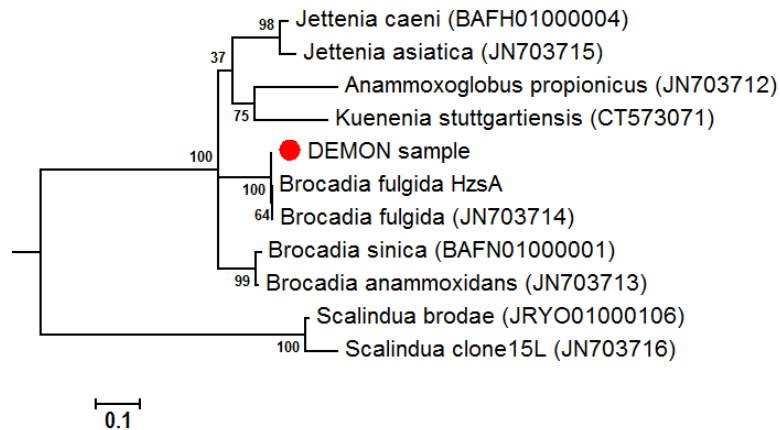 98
Jettenia caeni (BAFH01000004)
Jettenia asiatica (JN703715)
37
Anammoxoglobus propionicus (JN703712)
75
Kuenenia stuttgartiensis (CT573071)
100
DEMON sample
100
Brocadia fulgida HzsA
64
Brocadia fulgida (JN703714)
Brocadia sinica (BAFN01000001)
99
Brocadia anammoxidans (JN703713)
Scalindua brodae (JRYO01000106)
100
Scalindua clone15L (JN703716)
0.1